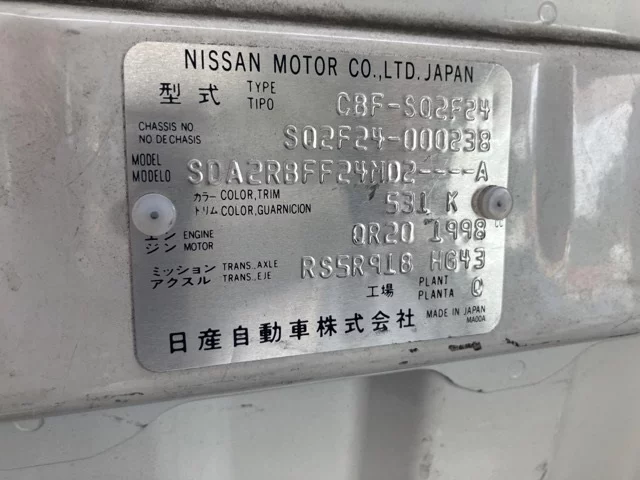 NISSAN MOTOR CO.,LTD. JAPAN
型式 TYPE TIPO CBF-SQ2F24
CHASSIS NO. NO DE CHASIS SQ2F24-000238
MODEL MODELO SDA2RBFF24M02----A
カラー COLOR,TRIM トリム COLOR,GUARNICION 531 K
エンジン ENGINE MOTOR QR20 1998 cc
ミッション TRANS.,AXLE アクスル TRANS.,EJE RS5R91B HG43
工場 PLANT PLANTA
MADE IN JAPAN
MA00A
日産自動車株式会社